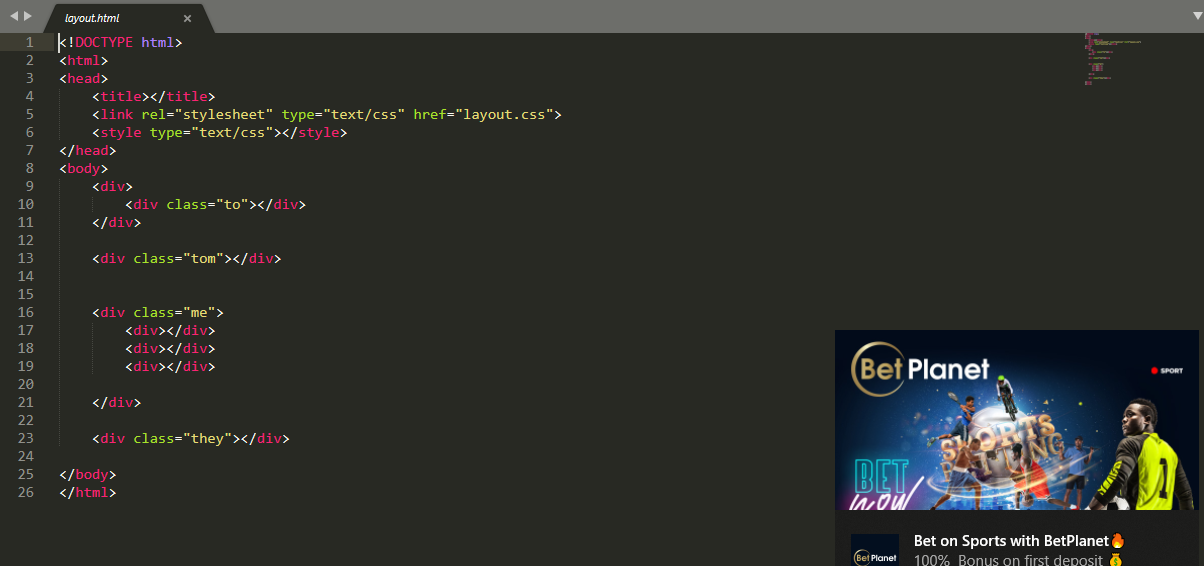 layout.html ×
1 <!DOCTYPE html>
2 <html>
3 <head>
4     <title></title>
5     <link rel="stylesheet" type="text/css" href="layout.css">
6     <style type="text/css"></style>
7 </head>
8 <body>
9     <div>
10         <div class="to"></div>
11     </div>
12
13     <div class="tom"></div>
14
15
16     <div class="me">
17         <div></div>
18         <div></div>
19         <div></div>
20
21     </div>
22
23     <div class="they"></div>
24
25 </body>
26 </html>
Bet Planet
SPORT
SPORTS
BETTING
BET
NOW
1
Bet Planet
Bet on Sports with BetPlanet🔥
100% Bonus on first deposit 💰